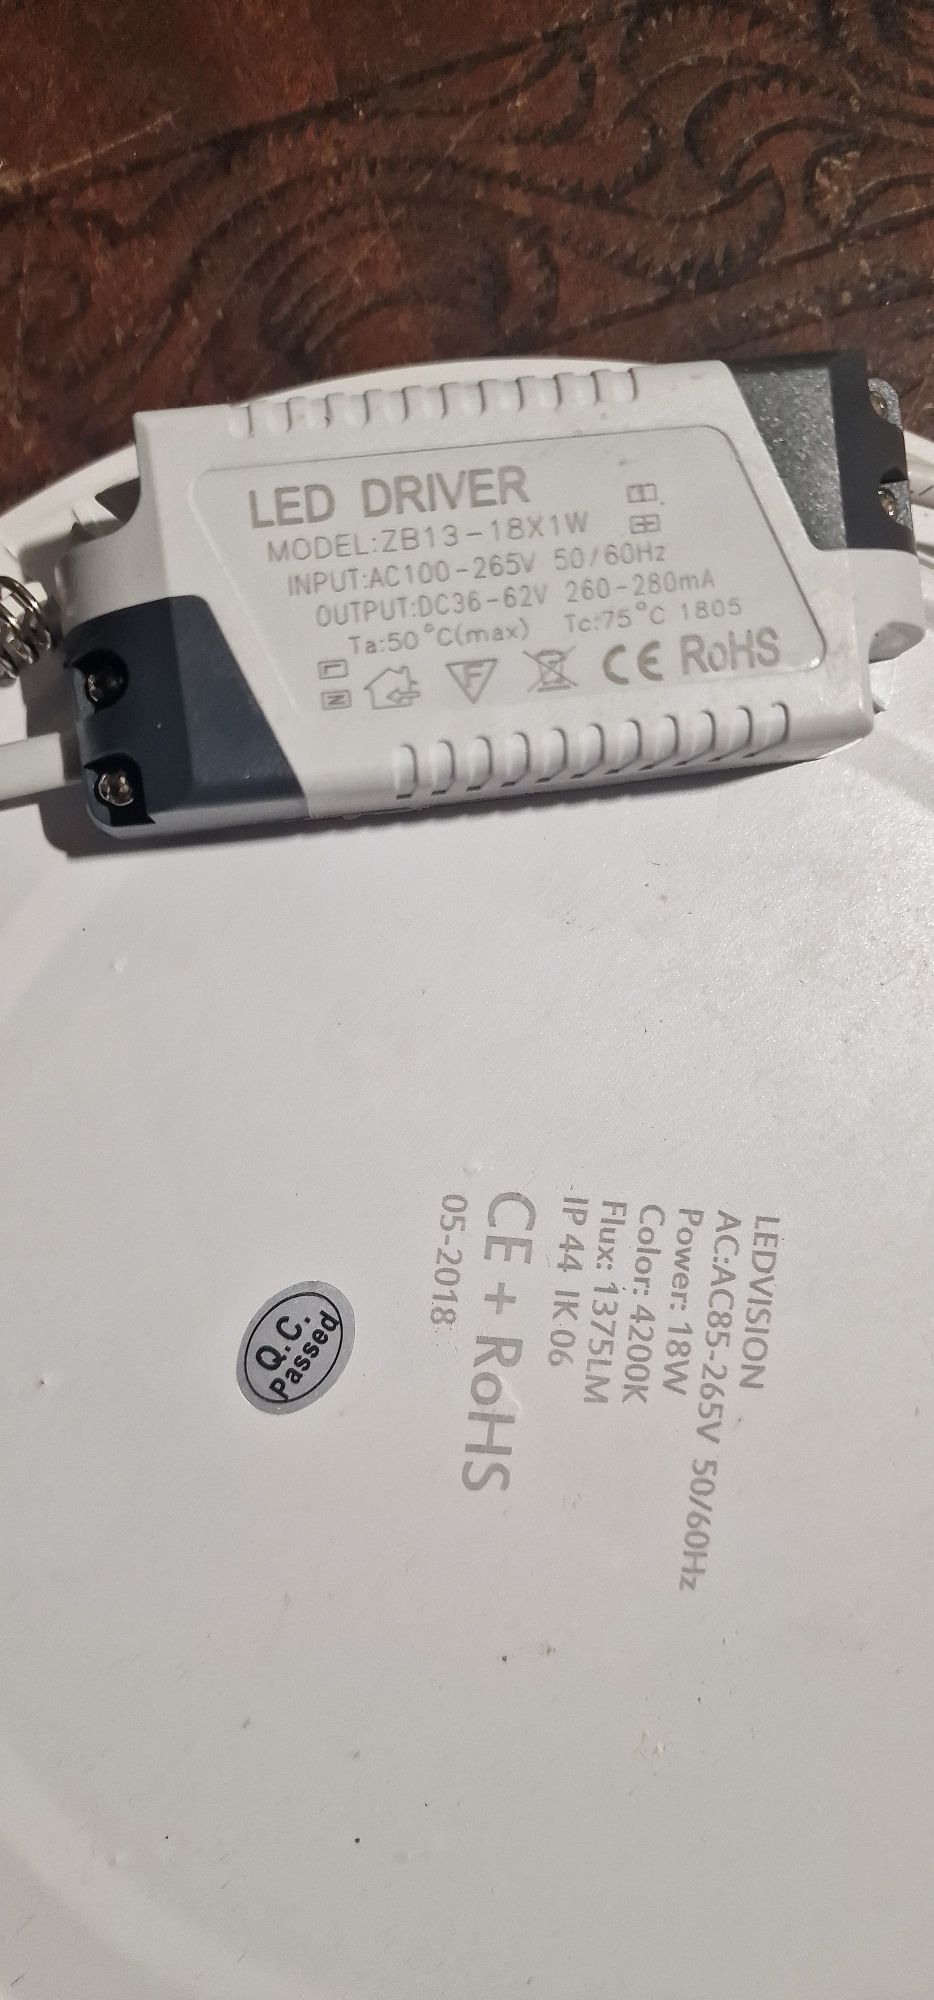 LED DRIVER
MODEL:ZB13-18X1W
INPUT:AC100-265V 50/60Hz
OUTPUT:DC36-62V 260-280mA
Ta:50°C(max) Tc:75°C 1805
L
N
F
CE RoHS
LEDVISION
AC:AC85-265V 50/60Hz
Power: 18W
Color: 4200K
Flux: 1375LM
IP 44 IK 06
CE + RoHS
05-2018
Q.C.
Passed